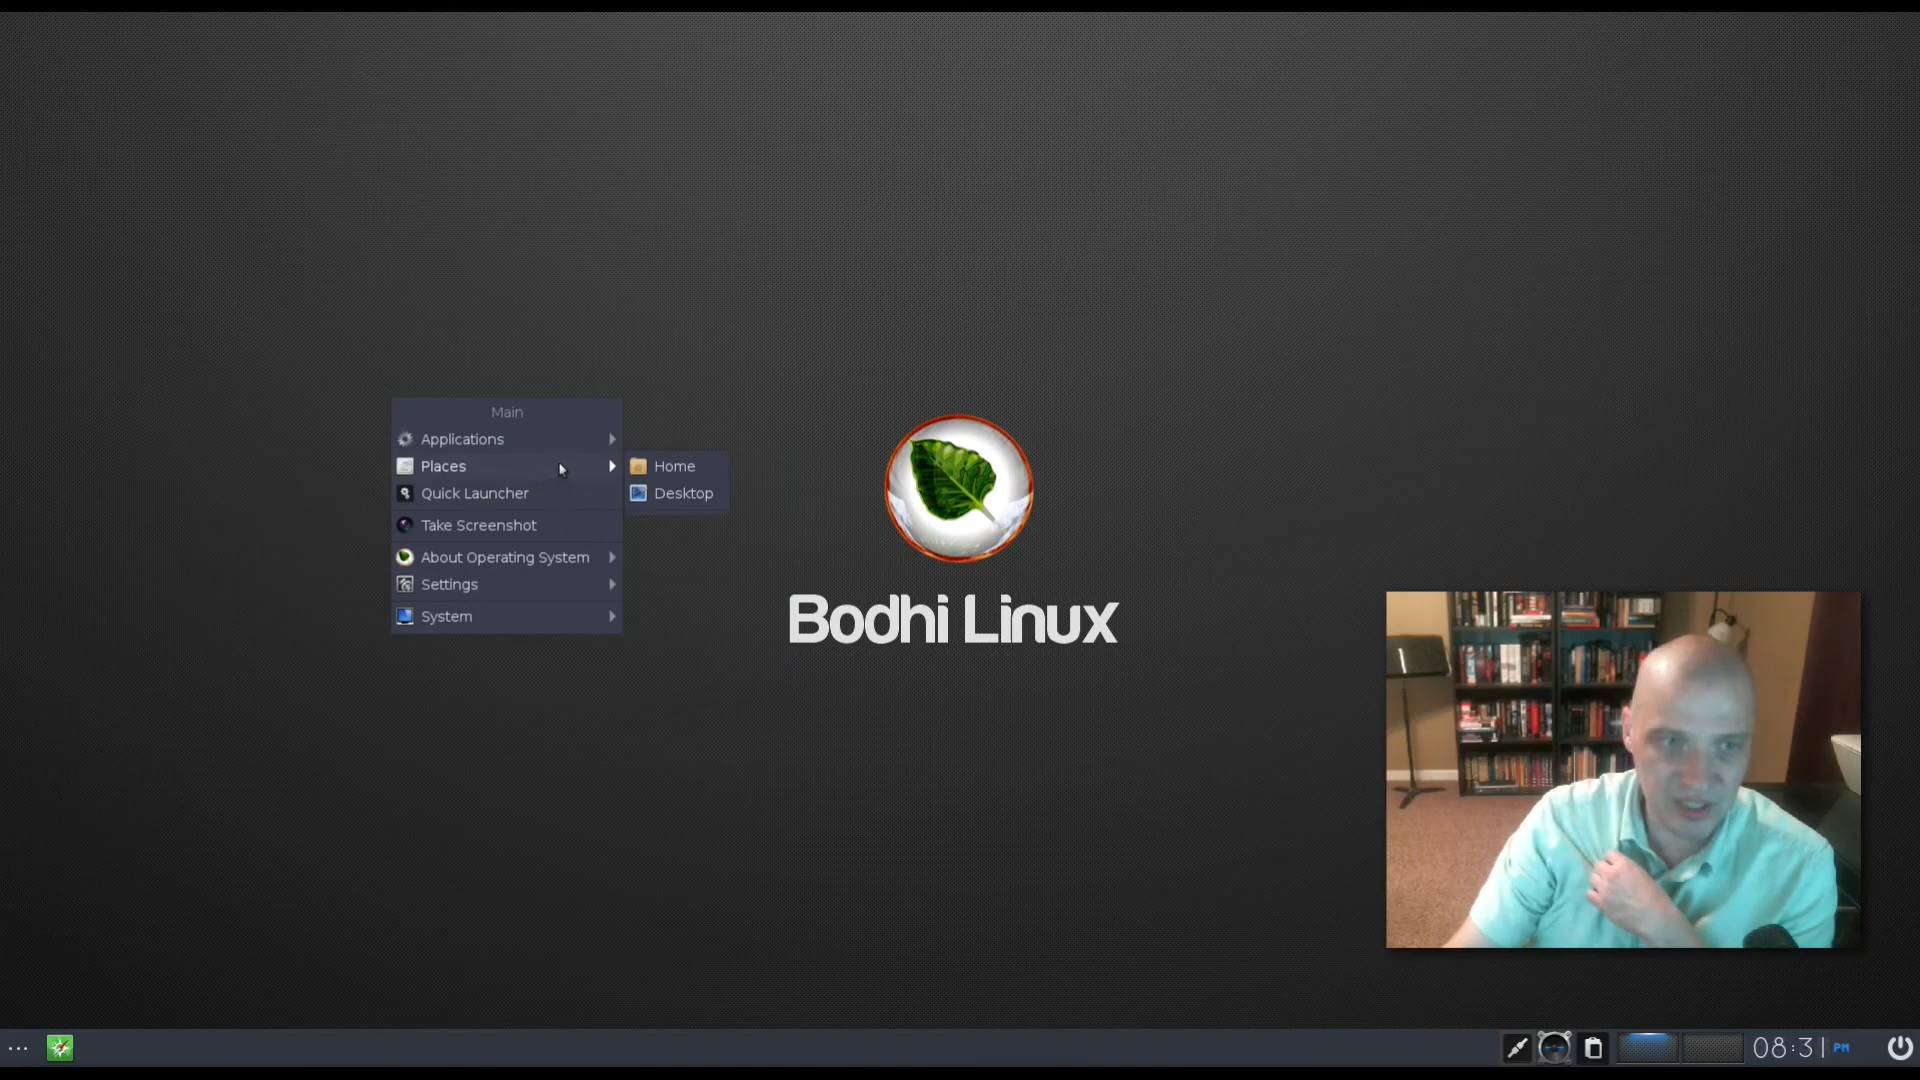 Main
Applications
Places
Home
Quick Launcher
Desktop
Take Screenshot
About Operating System
Settings
System
Bodhi Linux
08:31 PM